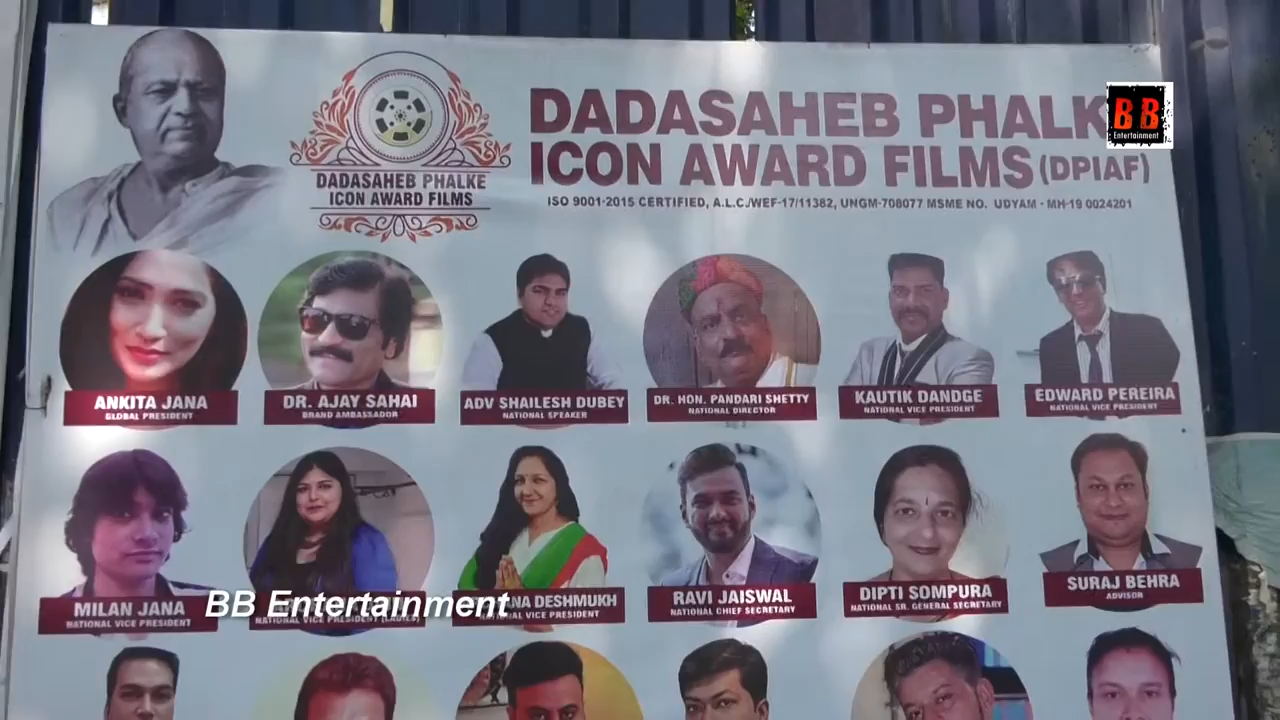 DADASAHEB PHALKE
ICON AWARD FILMS
DADASAHEB PHALK
ICON AWARD FILMS (DPIAF)
ISO 9001-2015 CERTIFIED, A.L.C./WEF-17/11382, UNGM-708077 MSME NO. UDYAM - MH-19 0024201
BB
Entertainment
ANKITA JANA
GLOBAL PRESIDENT
DR. AJAY SAHAI
BRAND AMBASSADOR
ADV SHAILESH DUBEY
NATIONAL SPEAKER
DR. HON. PANDARI SHETTY
NATIONAL DIRECTOR
KAUTIK DANDGE
NATIONAL VICE PRESIDENT
EDWARD PEREIRA
NATIONAL VICE PRESIDENT
MILAN JANA
NATIONAL VICE PRESIDENT
NATIONAL VICE PRESIDENT (LADIES)
ANA DESHMUKH
NATIONAL VICE PRESIDENT
RAVI JAISWAL
NATIONAL CHIEF SECRETARY
DIPTI SOMPURA
NATIONAL SR. GENERAL SECRETARY
SURAJ BEHRA
ADVISOR
BB Entertainment